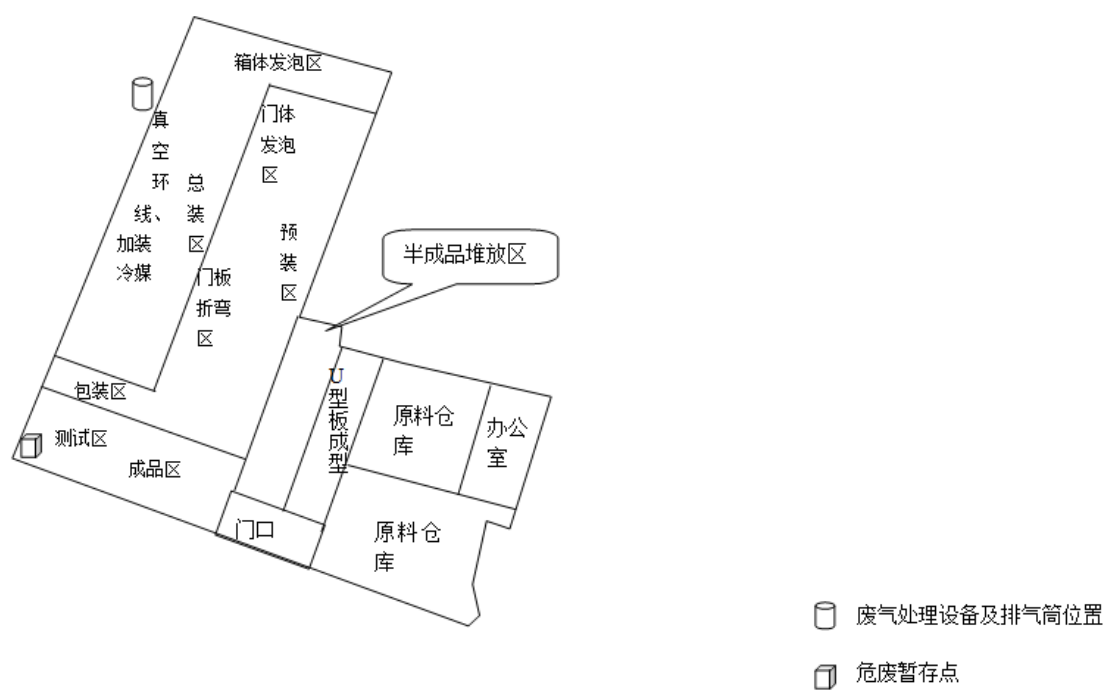 箱体发泡区
门体
发泡
区
真
空
环
线、
加装
冷媒
总
装
区
预
装
区
门板
折弯
区
半成品堆放区
包装区
测试区
成品区
U
型
板
成
型
原料仓
库
办公
室
门口
原料仓
库
废气处理设备及排气筒位置
危废暂存点